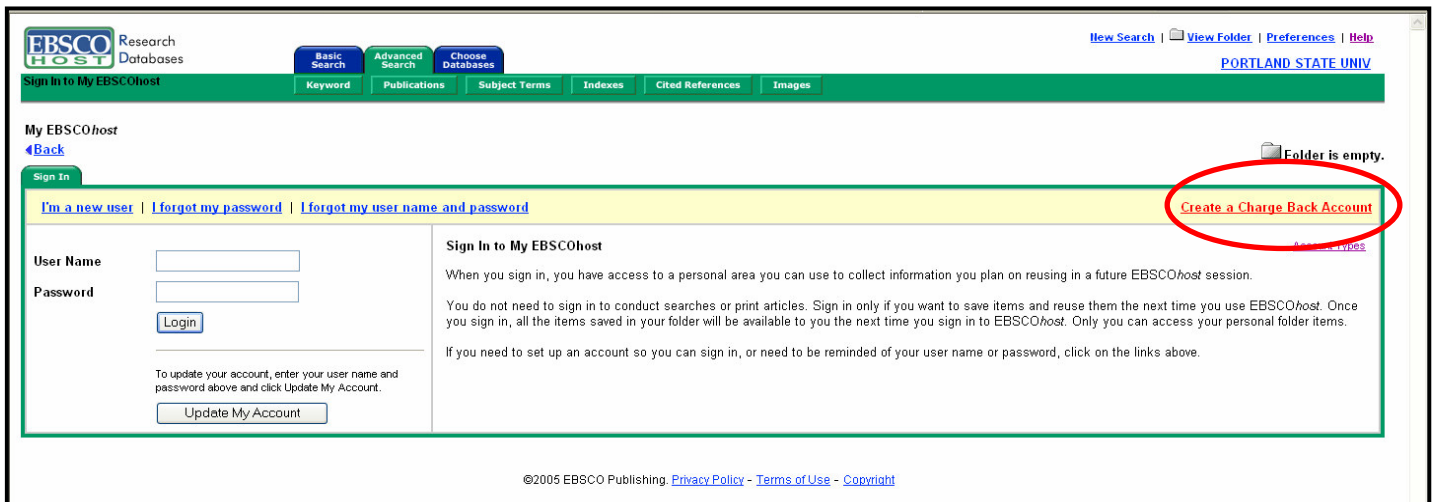 EBSCO Research
HOST Databases
New Search | View Folder | Preferences | Help
Basic Search
Advanced Search
Choose Databases
PORTLAND STATE UNIV
Sign In to My EBSCOhost
Keyword Publications Subject Terms Indexes Cited References Images
My EBSCOhost
Back
Folder is empty.
Sign In
I'm a new user | I forgot my password | I forgot my user name and password
Create a Charge Back Account
Sign In to My EBSCOhost
Types
User Name
Password
Login
When you sign in, you have access to a personal area you can use to collect information you plan on reusing in a future EBSCOhost session.
You do not need to sign in to conduct searches or print articles. Sign in only if you want to save items and reuse them the next time you use EBSCOhost. Once
you sign in, all the items saved in your folder will be available to you the next time you sign in to EBSCOhost. Only you can access your personal folder items.
If you need to set up an account so you can sign in, or need to be reminded of your user name or password, click on the links above.
To update your account, enter your user name and
password above and click Update My Account.
Update My Account
©2005 EBSCO Publishing. Privacy Policy - Terms of Use - Copyright